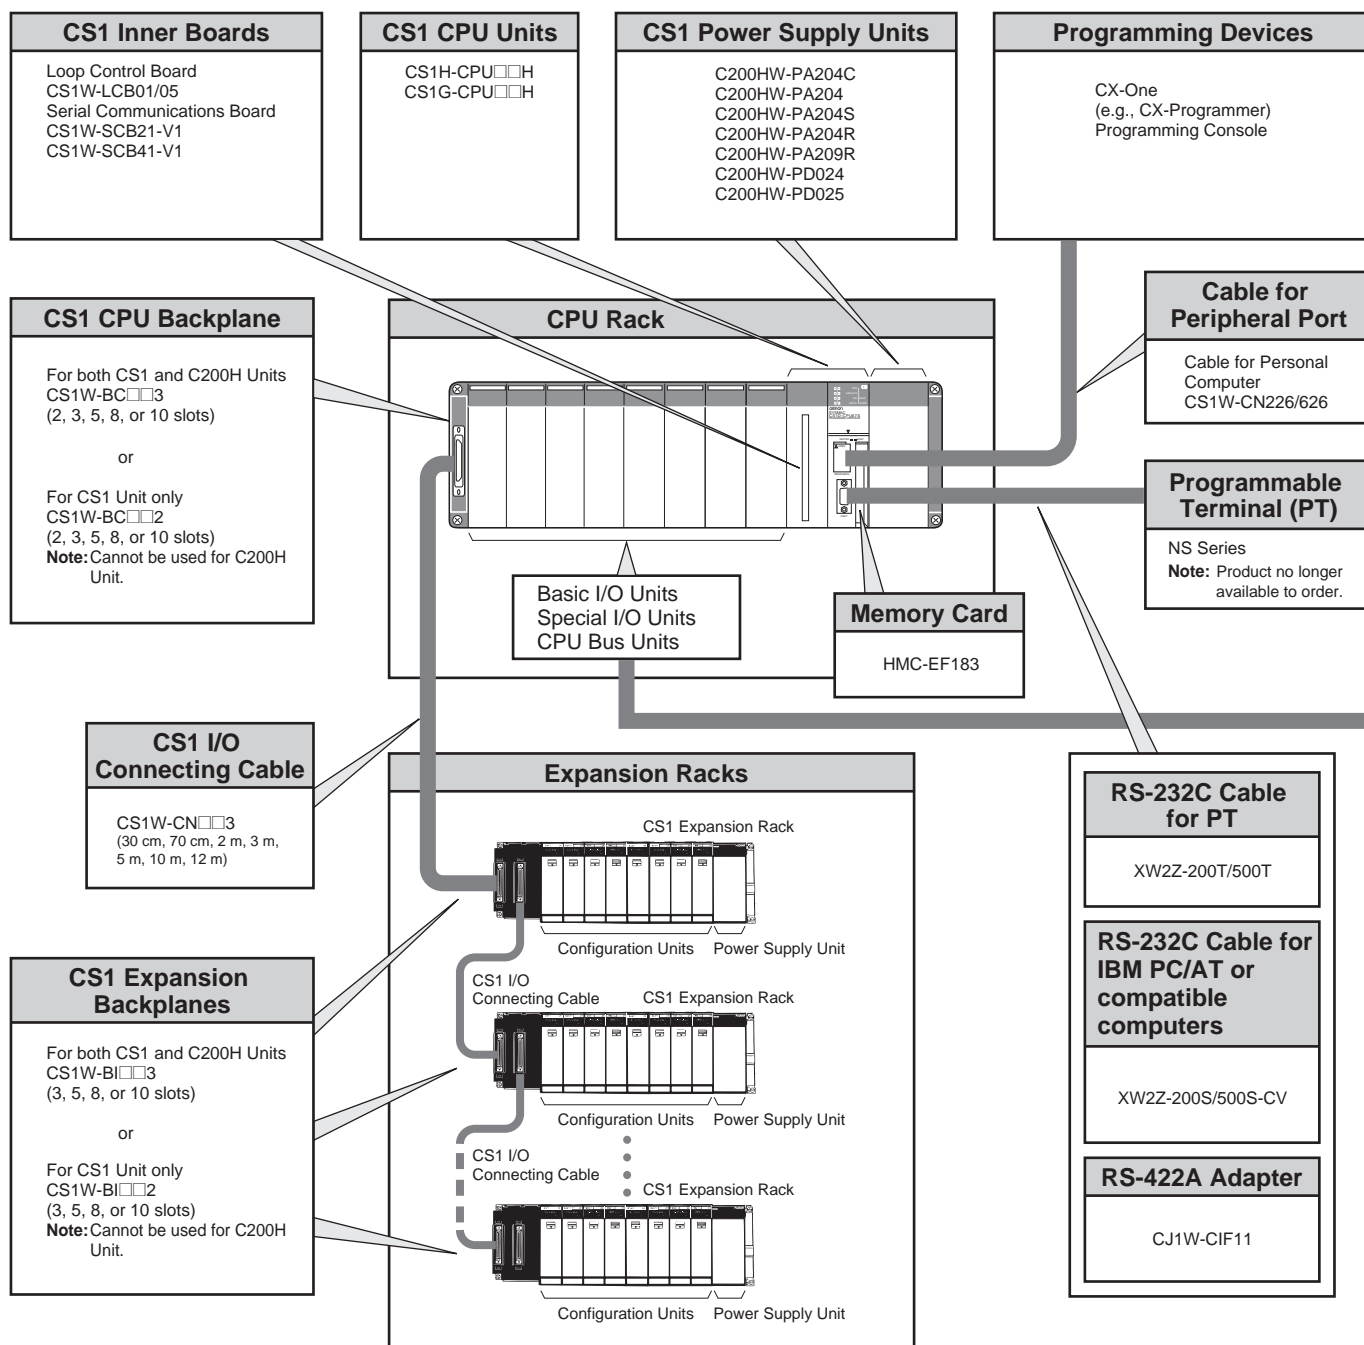 CS1 Inner Boards
Loop Control Board
CS1W-LCB01/05
Serial Communications Board
CS1W-SCB21-V1
CS1W-SCB41-V1
CS1 CPU Units
CS1H-CPU□□H
CS1G-CPU□□H
CS1 Power Supply Units
C200HW-PA204C
C200HW-PA204
C200HW-PA204S
C200HW-PA204R
C200HW-PA209R
C200HW-PD024
C200HW-PD025
Programming Devices
CX-One
(e.g., CX-Programmer)
Programming Console
CS1 CPU Backplane
For both CS1 and C200H Units
CS1W-BC□□3
(2, 3, 5, 8, or 10 slots)
or
For CS1 Unit only
CS1W-BC□□2
(2, 3, 5, 8, or 10 slots)
Note: Cannot be used for C200H
Unit.
CPU Rack
Basic I/O Units
Special I/O Units
CPU Bus Units
Memory Card
HMC-EF183
Cable for
Peripheral Port
Cable for Personal
Computer
CS1W-CN226/626
Programmable
Terminal (PT)
NS Series
Note: Product no longer
available to order.
CS1 I/O
Connecting Cable
CS1W-CN□□3
(30 cm, 70 cm, 2 m, 3 m,
5 m, 10 m, 12 m)
Expansion Racks
CS1 Expansion Rack
Configuration Units Power Supply Unit
CS1 I/O
Connecting Cable
CS1 Expansion Rack
Configuration Units Power Supply Unit
CS1 I/O
Connecting Cable
CS1 Expansion Rack
Configuration Units Power Supply Unit
CS1 Expansion
Backplanes
For both CS1 and C200H Units
CS1W-BI□□3
(3, 5, 8, or 10 slots)
or
For CS1 Unit only
CS1W-BI□□2
(3, 5, 8, or 10 slots)
Note: Cannot be used for C200H
Unit.
RS-232C Cable
for PT
XW2Z-200T/500T
RS-232C Cable for
IBM PC/AT or
compatible
computers
XW2Z-200S/500S-CV
RS-422A Adapter
CJ1W-CIF11